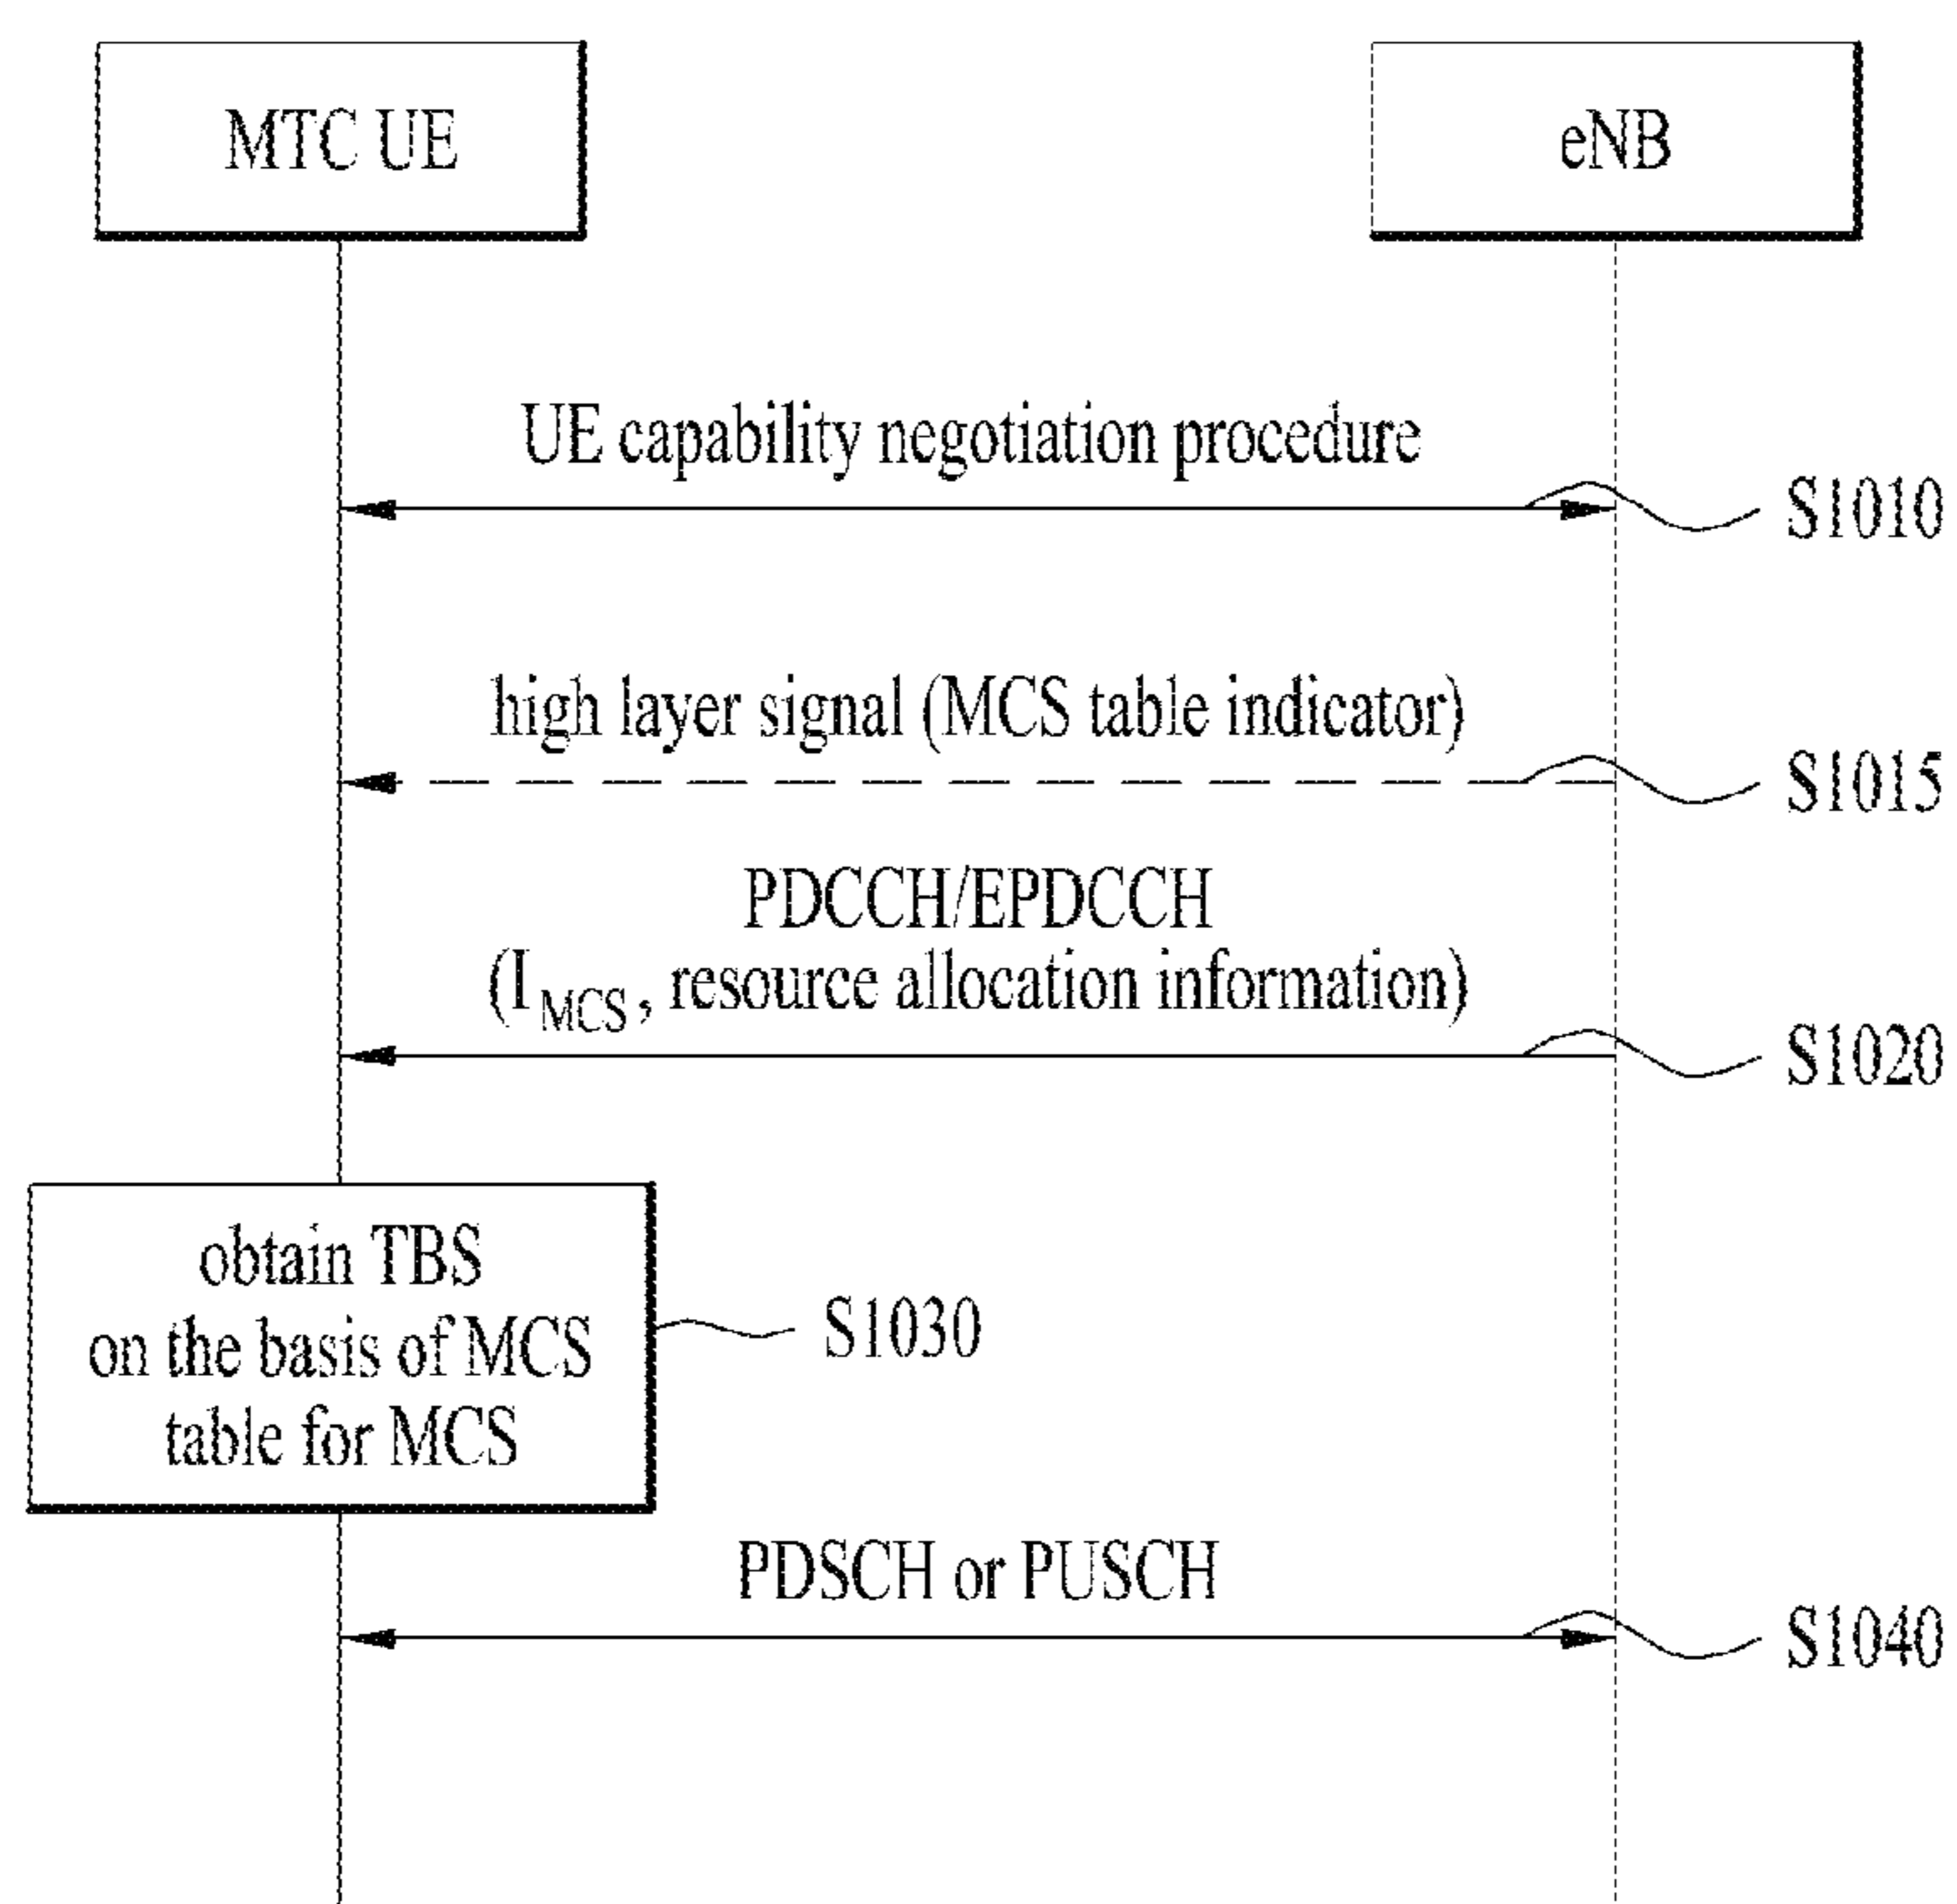 MTC UE
eNB
UE capability negotiation procedure
S1010
high layer signal (MCS table indicator)
S1015
PDCCH/EPDCCH
(I MCS, resource allocation information)
S1020
obtain TBS
on the basis of MCS
table for MCS
S1030
PDSCH or PUSCH
S1040